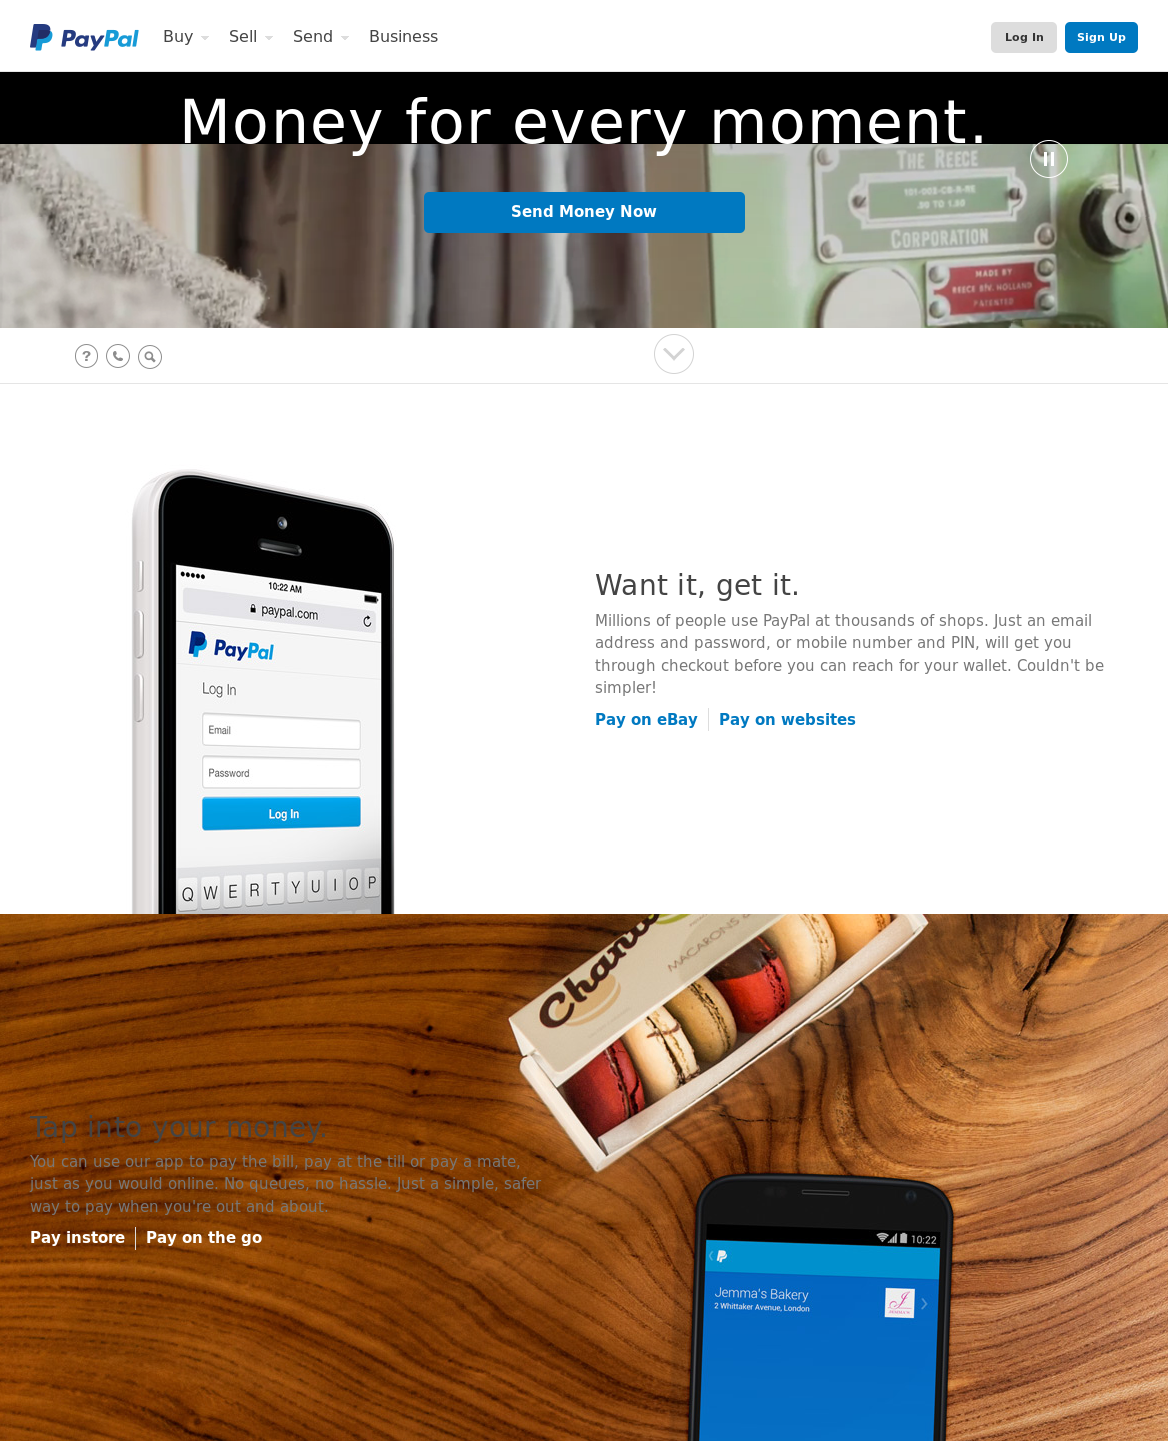 PayPal Buy Sell Send Business Log In Sign Up
Money for every moment.
THE REECE
101-002-CB-R-RE
.80 TO 1.80
CORPORATION
Send Money Now
MADE BY
REECE B.V. HOLLAND
PATENTED
?
10:22 AM
paypal.com
PayPal
Log In
Email
Password
Log In
Q W E R T Y U I O P
Want it, get it.
Millions of people use PayPal at thousands of shops. Just an email
address and password, or mobile number and PIN, will get you
through checkout before you can reach for your wallet. Couldn't be
simpler!
Pay on eBay Pay on websites
MACARONS &
Tap into your money.
You can use our app to pay the bill, pay at the till or pay a mate,
just as you would online. No queues, no hassle. Just a simple, safer
way to pay when you're out and about.
Pay instore Pay on the go
10:22
Jemma's Bakery
2 Whittaker Avenue, London